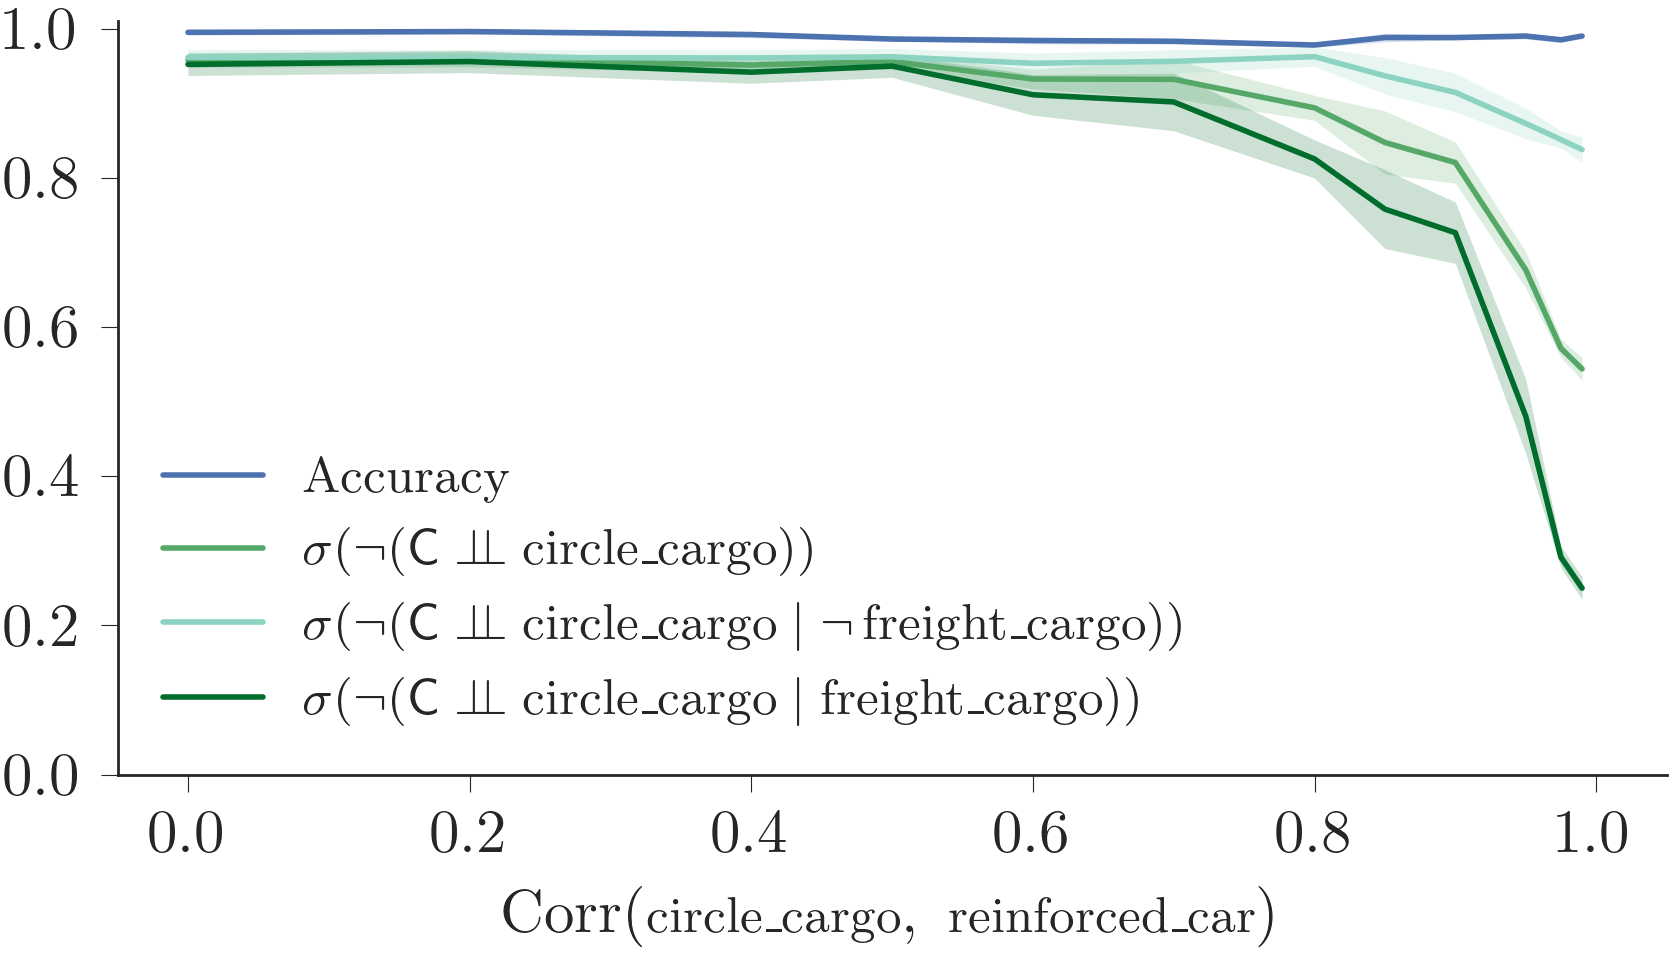 1.0
0.8
0.6
0.4
0.2
0.0
Accuracy
σ(¬(C ⫫ circle_cargo))
σ(¬(C ⫫ circle_cargo | ¬ freight_cargo))
σ(¬(C ⫫ circle_cargo | freight_cargo))
0.0 0.2 0.4 0.6 0.8 1.0
Corr(circle_cargo, reinforced_car)